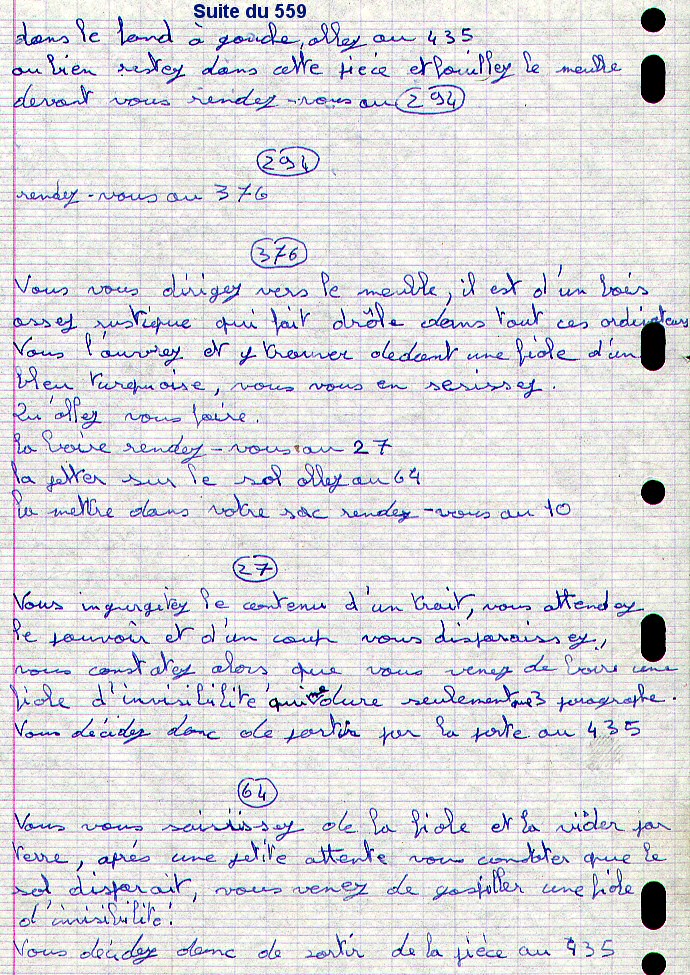 Suite du 559
dans le fond à gauche, allez au 435
ou bien restez dans cette pièce et fouillez le meuble
devant vous rendez-vous au 294
294
rendez-vous au 376
376
Vous vous dirigez vers le meuble, il est d'un bois
assez rustique qui fait drôle dans tout ces ordinateurs
Vous l'ouvrez et y trouver dedant une fiole d'un
bleu turquoise, vous vous en sesissez.
Qu'allez vous faire.
La boire rendez-vous au 27
la jetter sur le sol allez au 64
La mettre dans votre sac rendez-vous au 10
27
Vous ingurgitez le contenu d'un trait, vous attendez
le pouvoir et d'un coup vous disparaissez,
vous constatez alors que vous venez de boire une
fiole d'invisibilité qui ne dure seulement que 3 paragraphe.
Vous décidez donc de sortir par la porte au 435
64
Vous vous saisissez de la fiole et la vider par
terre, après une petite attente vous constater que le
sol disparait, vous venez de gaspiller une fiole
d'invisibilité!
Vous décidez donc de sortir de la pièce au 435